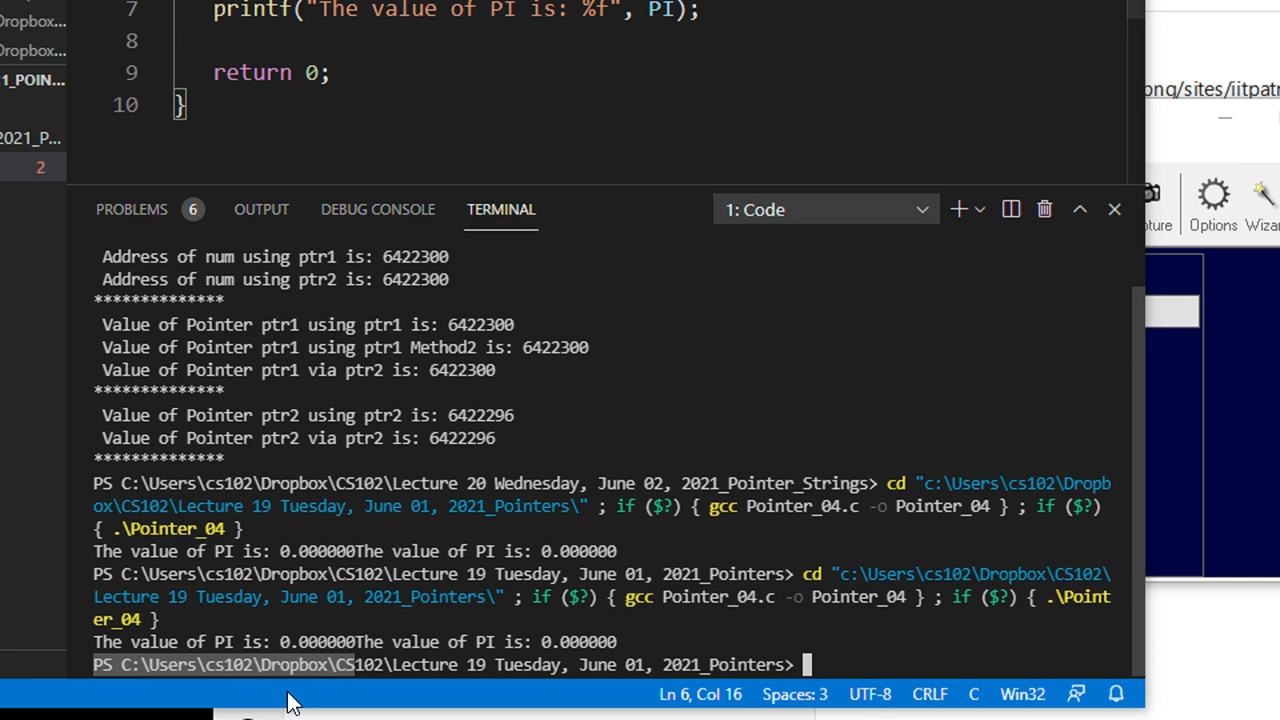 Dropbox...
7 printf("The value of PI is: %f", PI);
Dropbox...
8
1_POIN...
9 return 0;
10 }
2021_P...
2
PROBLEMS 6 OUTPUT DEBUG CONSOLE TERMINAL 1: Code
Address of num using ptr1 is: 6422300
Address of num using ptr2 is: 6422300
**************
Value of Pointer ptr1 using ptr1 is: 6422300
Value of Pointer ptr1 using ptr1 Method2 is: 6422300
Value of Pointer ptr1 via ptr2 is: 6422300
**************
Value of Pointer ptr2 using ptr2 is: 6422296
Value of Pointer ptr2 via ptr2 is: 6422296
**************
PS C:\Users\cs102\Dropbox\CS102\Lecture 20 Wednesday, June 02, 2021_Pointer_Strings> cd "c:\Users\cs102\Dropb
ox\CS102\Lecture 19 Tuesday, June 01, 2021_Pointers\" ; if ($?) { gcc Pointer_04.c -o Pointer_04 } ; if ($?)
{ .\Pointer_04 }
The value of PI is: 0.000000The value of PI is: 0.000000
PS C:\Users\cs102\Dropbox\CS102\Lecture 19 Tuesday, June 01, 2021_Pointers> cd "c:\Users\cs102\Dropbox\CS102\
Lecture 19 Tuesday, June 01, 2021_Pointers\" ; if ($?) { gcc Pointer_04.c -o Pointer_04 } ; if ($?) { .\Point
er_04 }
The value of PI is: 0.000000The value of PI is: 0.000000
PS C:\Users\cs102\Dropbox\CS102\Lecture 19 Tuesday, June 01, 2021_Pointers>
Ln 6, Col 16 Spaces: 3 UTF-8 CRLF C Win32
ong/sites/iitpatn
ture Options Wiza